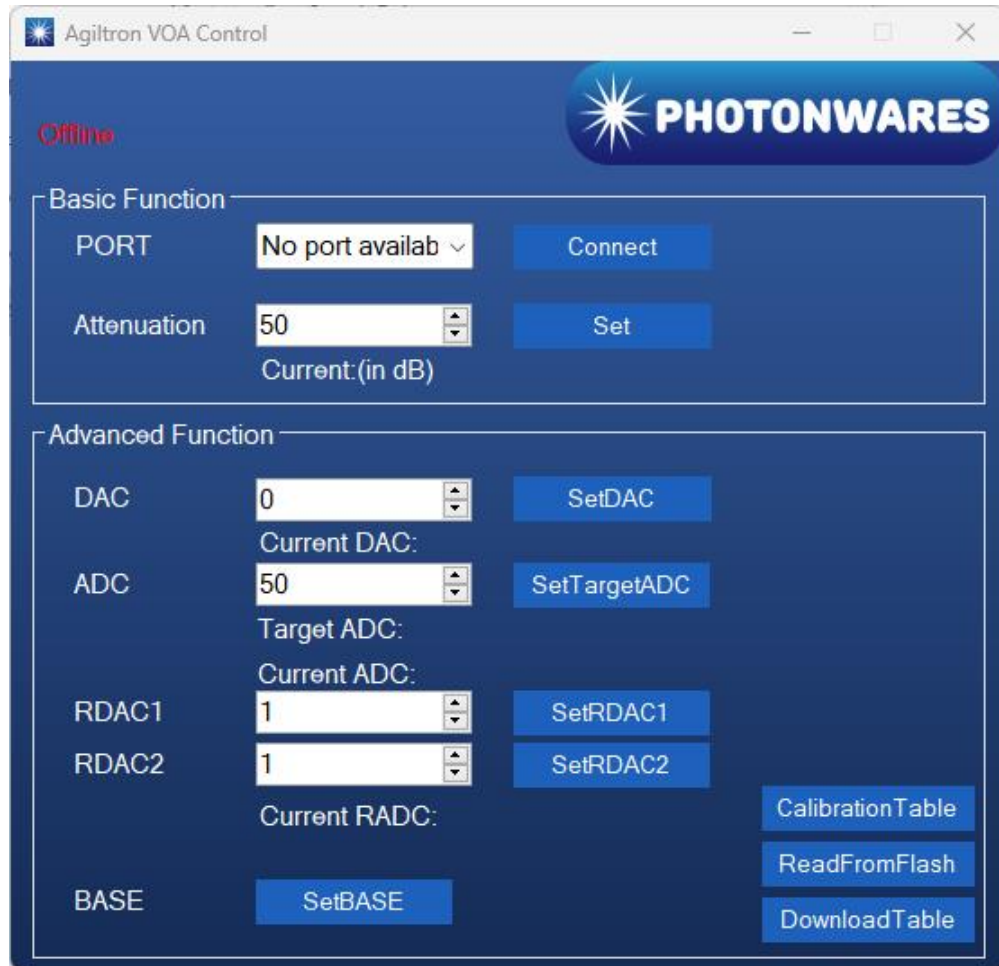 Agiltron VOA Control
PHOTONWARES
Offline
Basic Function
PORT No port availab Connect
Attenuation 50 Set
Current:(in dB)
Advanced Function
DAC 0 SetDAC
Current DAC:
ADC 50 SetTargetADC
Target ADC:
Current ADC:
RDAC1 1 SetRDAC1
RDAC2 1 SetRDAC2
Current RADC:
CalibrationTable
ReadFromFlash
BASE SetBASE
DownloadTable